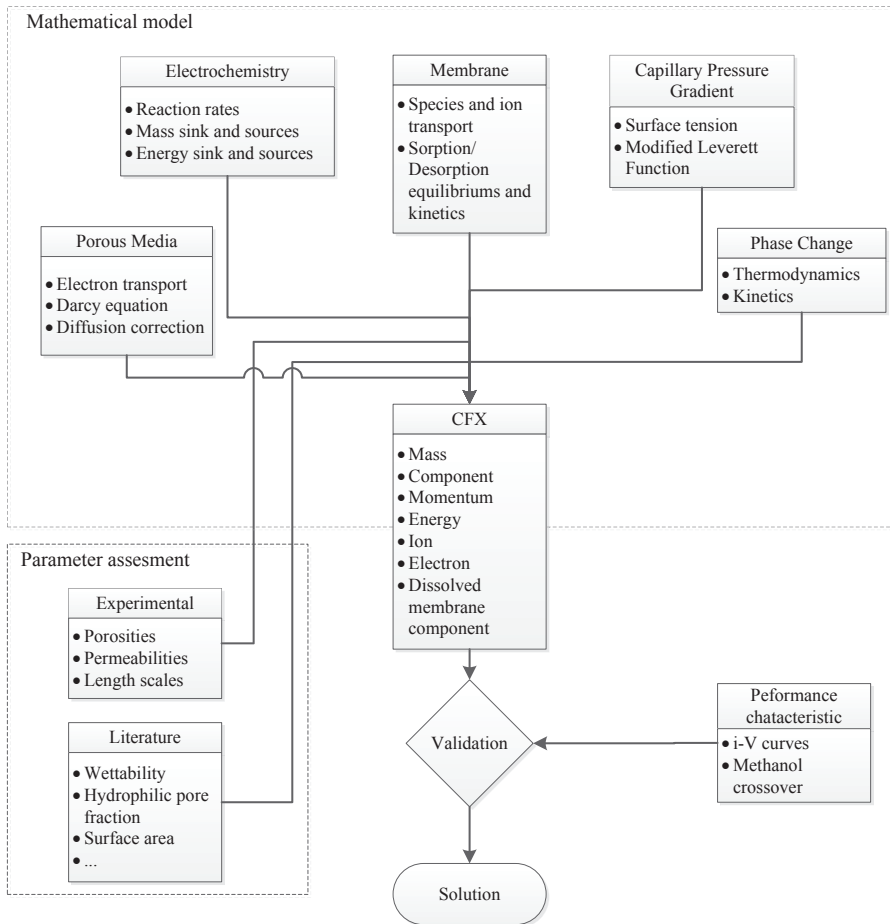 Mathematical model
Electrochemistry
• Reaction rates
• Mass sink and sources
• Energy sink and sources
Membrane
• Species and ion
transport
• Sorption/
Desorption
equilibriums and
kinetics
Capillary Pressure
Gradient
• Surface tension
• Modified Leverett
Function
Porous Media
• Electron transport
• Darcy equation
• Diffusion correction
Phase Change
• Thermodynamics
• Kinetics
CFX
• Mass
• Component
• Momentum
• Energy
• Ion
• Electron
• Dissolved
membrane
component
Parameter assesment
Experimental
• Porosities
• Permeabilities
• Length scales
Literature
• Wettability
• Hydrophilic pore
fraction
• Surface area
• ...
Validation
Peformance
chatacteristic
• i-V curves
• Methanol
crossover
Solution